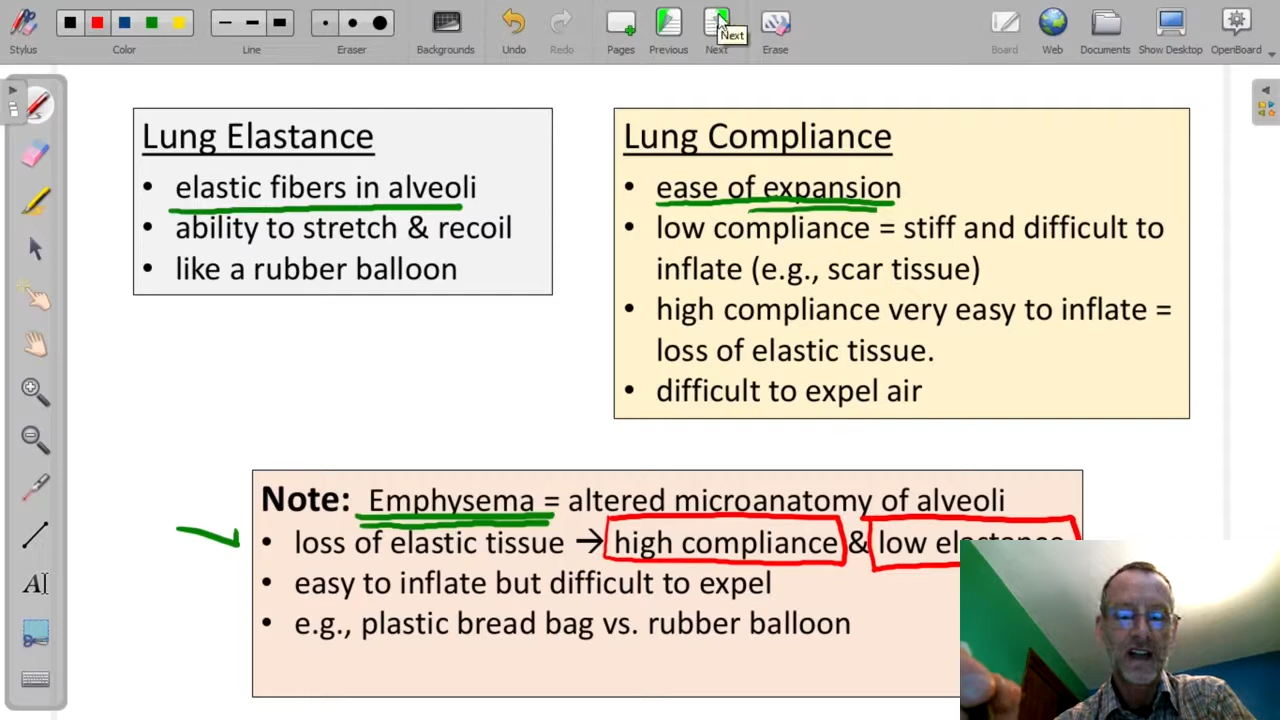 Stylus
Color
Line
Eraser
Backgrounds
Undo
Redo
Pages
Previous
Next
Next
Erase
Board
Web
Documents
Show Desktop
OpenBoard
Lung Elastance
• elastic fibers in alveoli
• ability to stretch & recoil
• like a rubber balloon
Lung Compliance
• ease of expansion
• low compliance = stiff and difficult to
inflate (e.g., scar tissue)
• high compliance very easy to inflate =
loss of elastic tissue.
• difficult to expel air
Note: Emphysema = altered microanatomy of alveoli
• loss of elastic tissue → high compliance & low elastance
• easy to inflate but difficult to expel
• e.g., plastic bread bag vs. rubber balloon